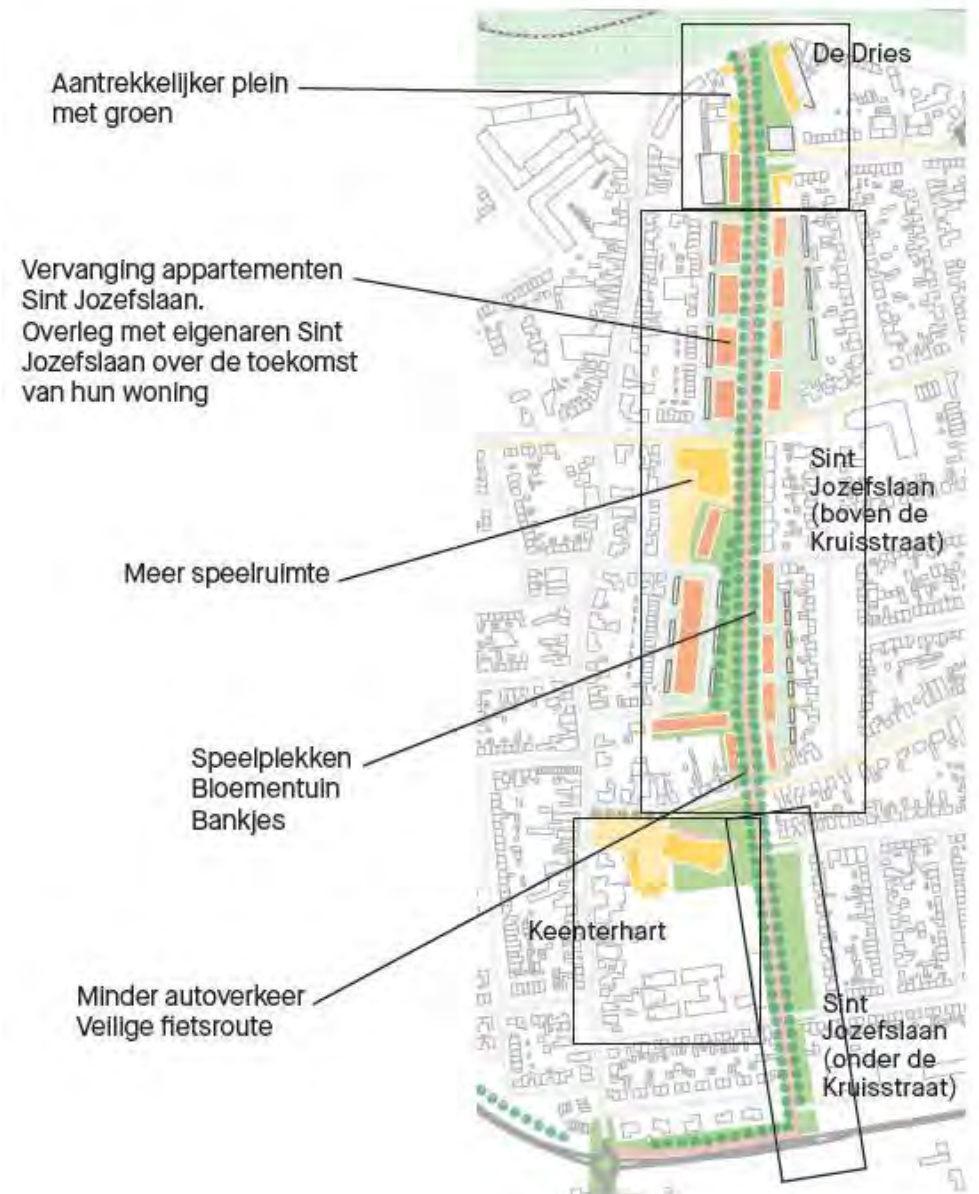 De Dries
Aantrekkelijker plein
met groen
Vervanging appartementen
Sint Jozefslaan.
Overleg met eigenaren Sint
Jozefslaan over de toekomst
van hun woning
Sint
Jozefslaan
(boven de
Kruisstraat)
Meer speelruimte
Speelplekken
Bloementuin
Bankjes
Keenterhart
Minder autoverkeer
Veilige fietsroute
Sint
Jozefslaan
(onder de
Kruisstraat)